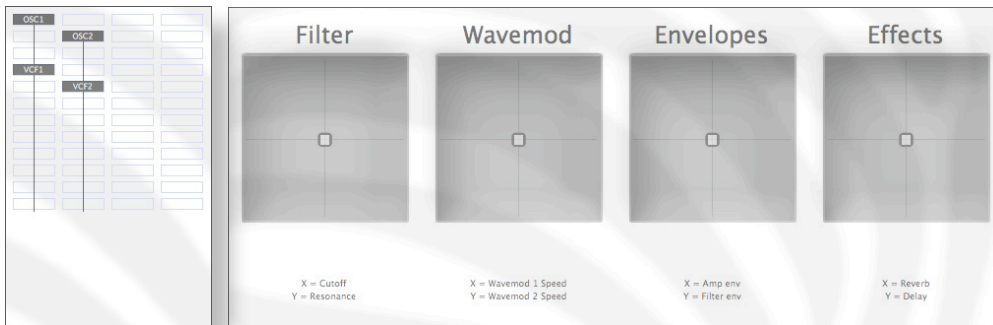 OSC1
OSC2
VCF1
VCF2
Filter
Wavemod
Envelopes
Effects
X = Cutoff
Y = Resonance
X = Wavemod 1 Speed
Y = Wavemod 2 Speed
X = Amp env
Y = Filter env
X = Reverb
Y = Delay